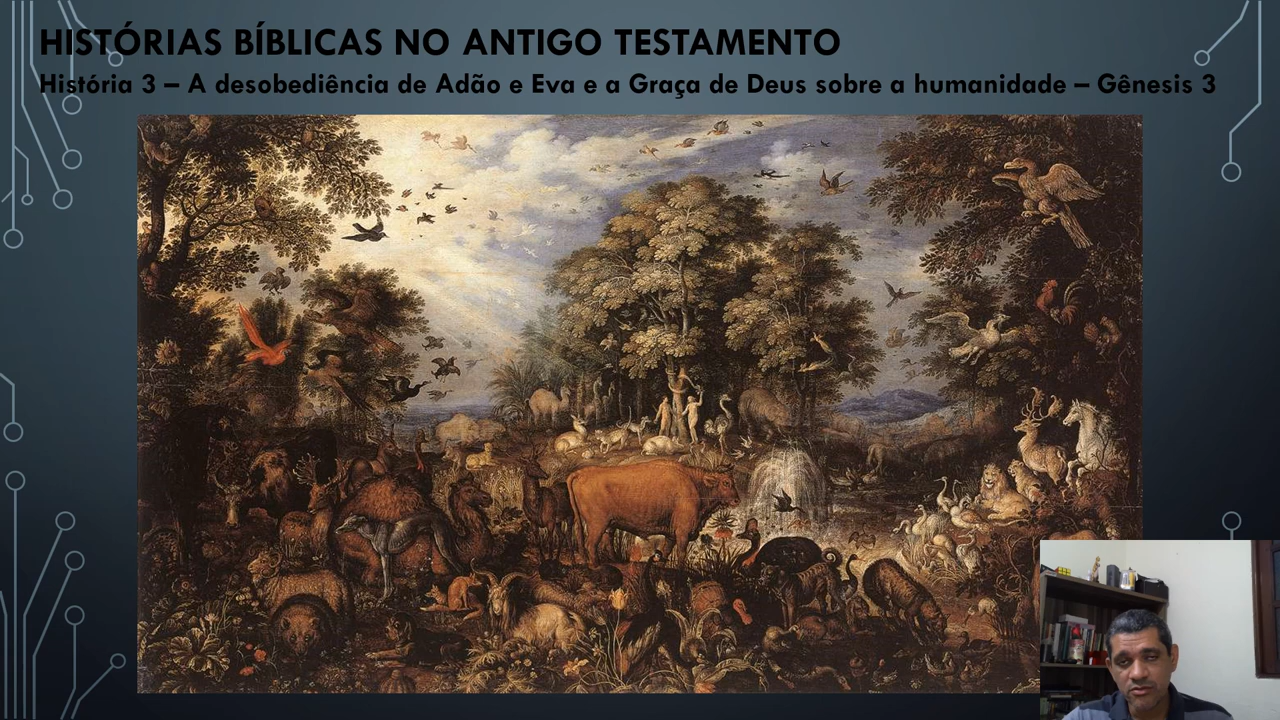 HISTÓRIAS BÍBLICAS NO ANTIGO TESTAMENTO
História 3 – A desobediência de Adão e Eva e a Graça de Deus sobre a humanidade – Gênesis 3